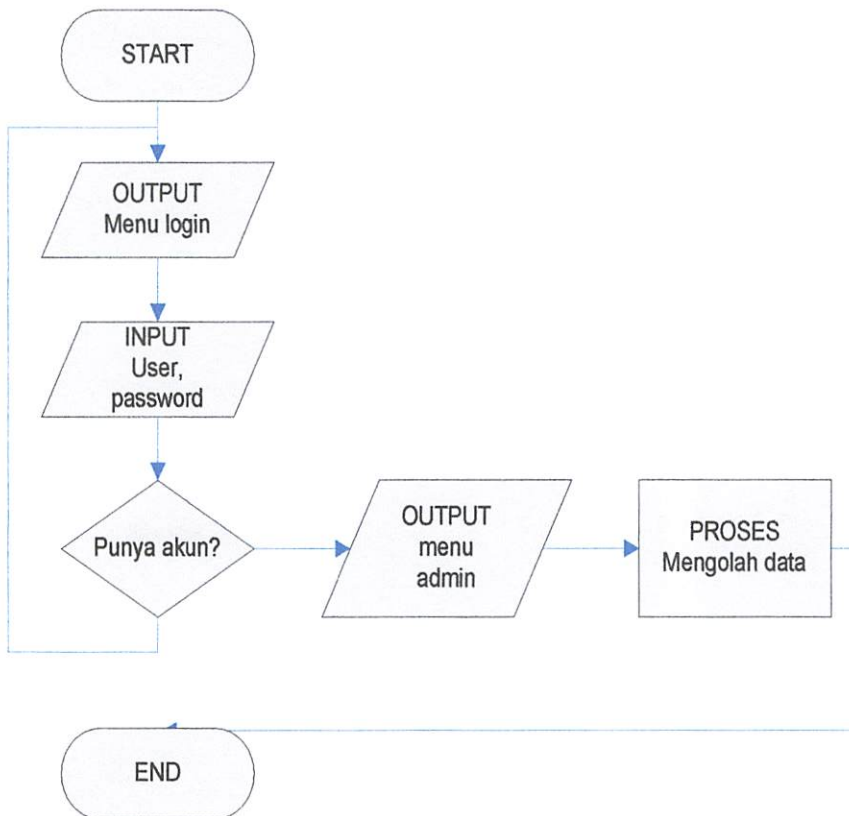 START
OUTPUT
Menu login
INPUT
User,
password
Punya akun?
OUTPUT
menu
admin
PROSES
Mengolah data
END